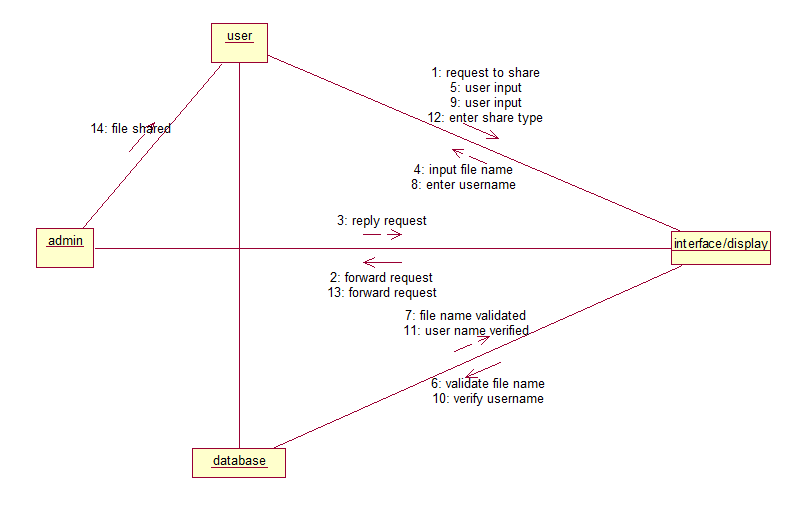 user
1: request to share
5: user input
9: user input
12: enter share type
14: file shared
4: input file name
8: enter username
3: reply request
admin
interface/display
2: forward request
13: forward request
7: file name validated
11: user name verified
6: validate file name
10: verify username
database